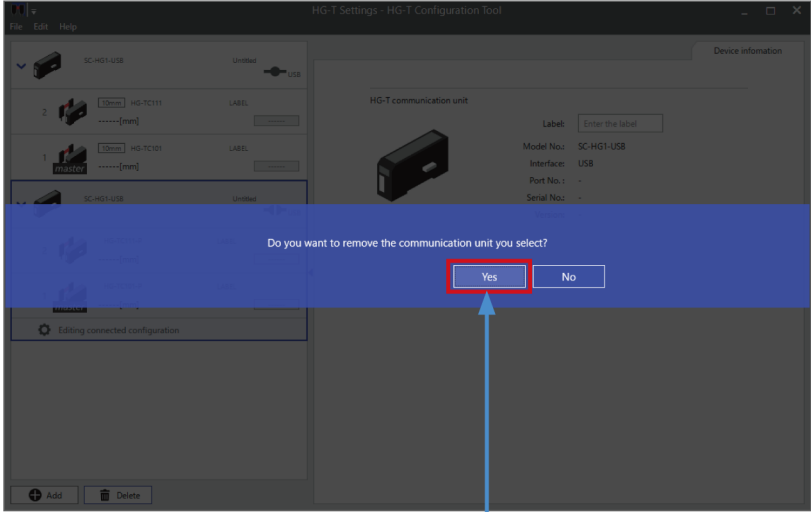 HG-T Settings - HG-T Configuration Tool
File Edit Help
SC-HG1-USB Untitled
USB
Device infomation
2 10mm HG-TC111 LABEL
------[mm]
1 10mm HG-TC101 LABEL
master ------[mm]
SC-HG1-USB Untitled
HG-T communication unit
Label: Enter the label
Model No.: SC-HG1-USB
Interface: USB
Port No. : -
Serial No.: -
Do you want to remove the communication unit you select?
Yes No
Editing connected configuration
Add Delete